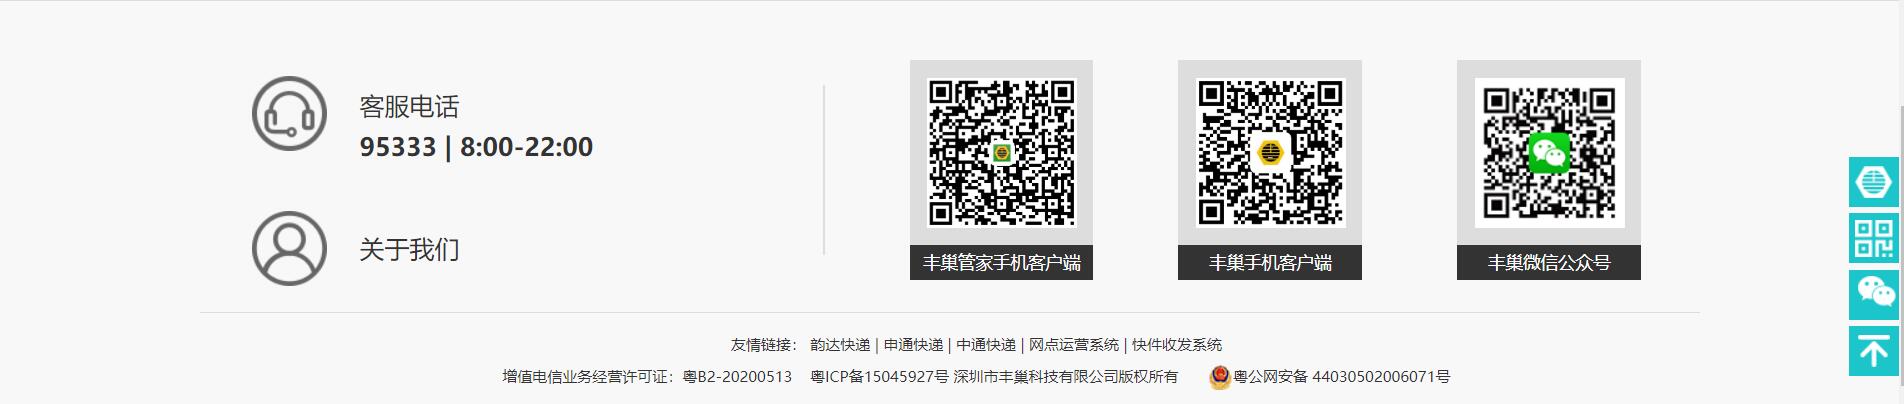 客服电话
95333 | 8:00-22:00
关于我们
丰巢管家手机客户端
丰巢手机客户端
丰巢微信公众号
友情链接： 韵达快递 | 申通快递 | 中通快递 | 网点运营系统 | 快件收发系统
增值电信业务经营许可证：粤B2-20200513 粤ICP备15045927号 深圳市丰巢科技有限公司版权所有 粤公网安备 44030502006071号